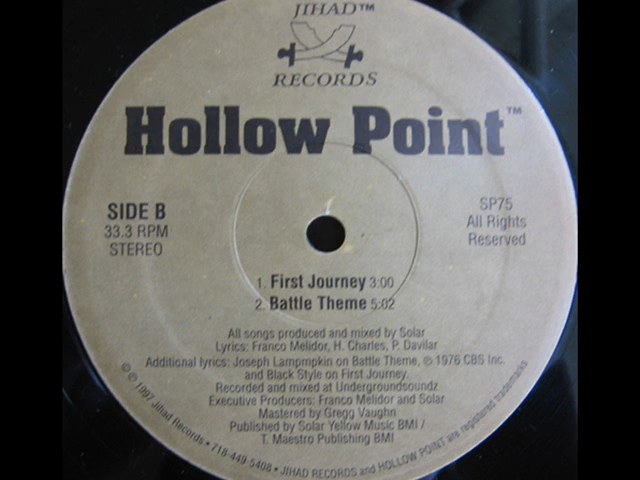 JIHAD™
RECORDS
Hollow Point™
SIDE B
33.3 RPM
STEREO
SP75
All Rights
Reserved
1. First Journey 3:00
2. Battle Theme 5:02
All songs produced and mixed by Solar
Lyrics: Franco Melidor, H. Charles, P. Davilar
Additional lyrics: Joseph Lampmpkin on Battle Theme, ℗ 1976 CBS Inc.
and Black Style on First Journey.
Recorded and mixed at Undergroundsoundz
Executive Producers: Franco Melidor and Solar
Mastered by Gregg Vaughn
Published by Solar Yellow Music BMI /
T. Maestro Publishing BMI
© ℗ 1997 Jihad Records • 718-449-5408 • JIHAD RECORDS and HOLLOW POINT are registered trademarks